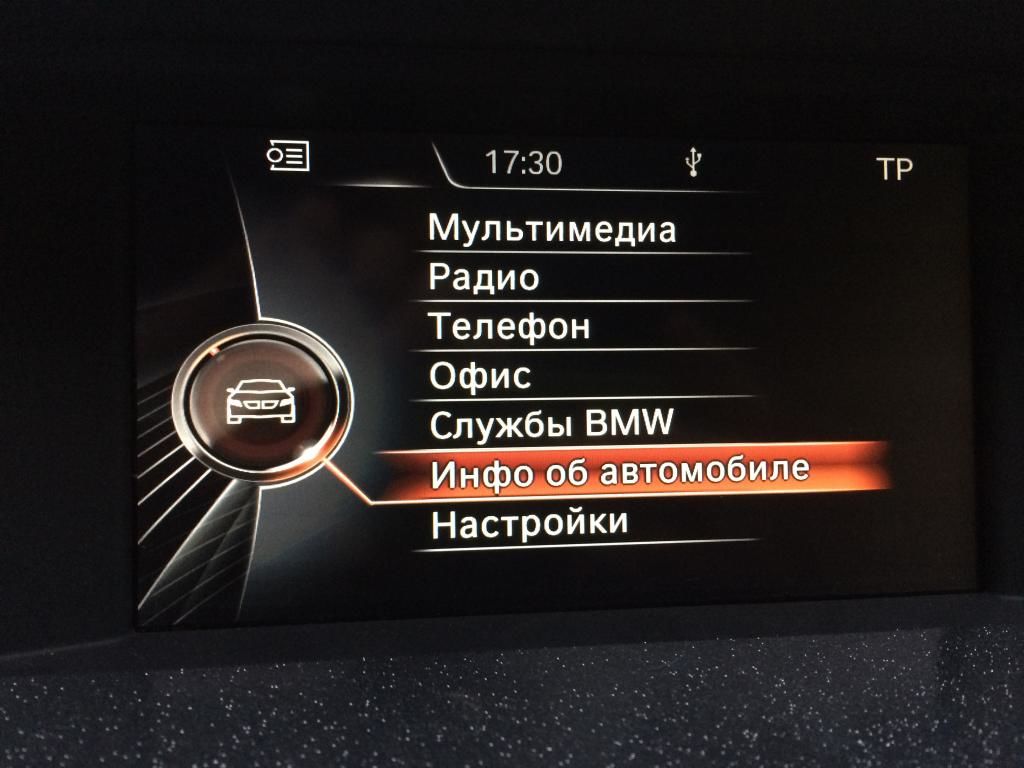 17:30
TP
Мультимедиа
Радио
Телефон
Офис
Службы BMW
Инфо об автомобиле
Настройки